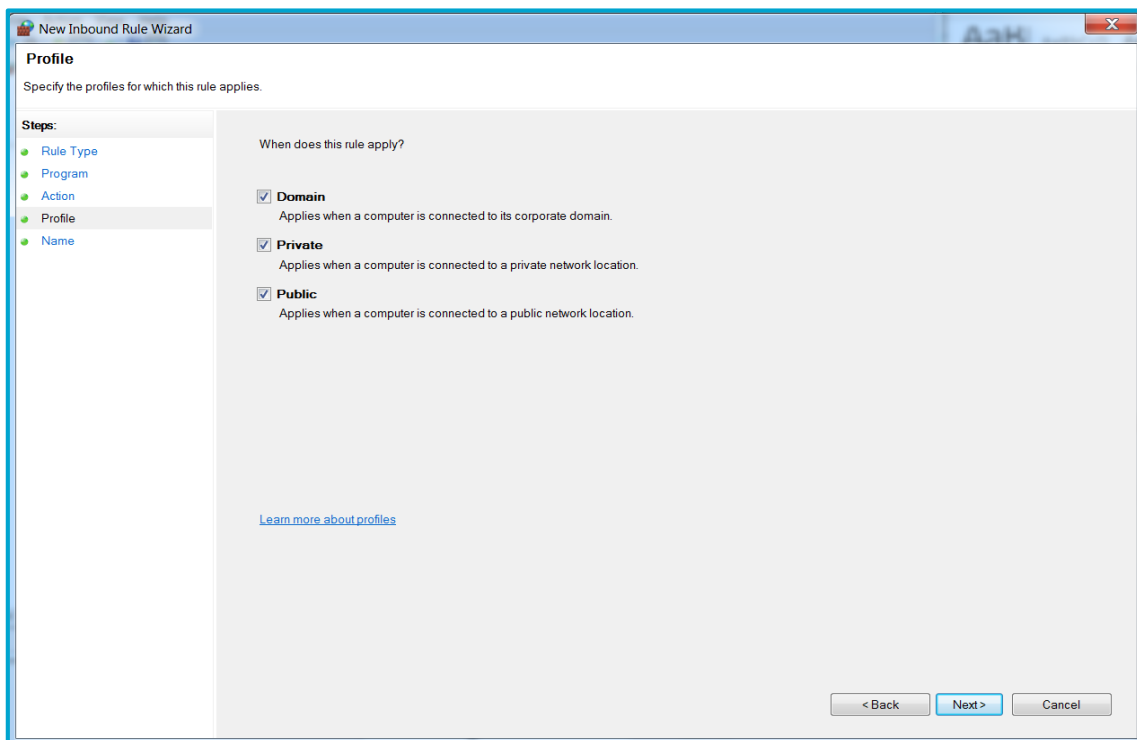 New Inbound Rule Wizard
Profile
Specify the profiles for which this rule applies.
Steps:
Rule Type
Program
Action
Profile
Name
When does this rule apply?
Domain
Applies when a computer is connected to its corporate domain.
Private
Applies when a computer is connected to a private network location.
Public
Applies when a computer is connected to a public network location.
Learn more about profiles
< Back
Next >
Cancel